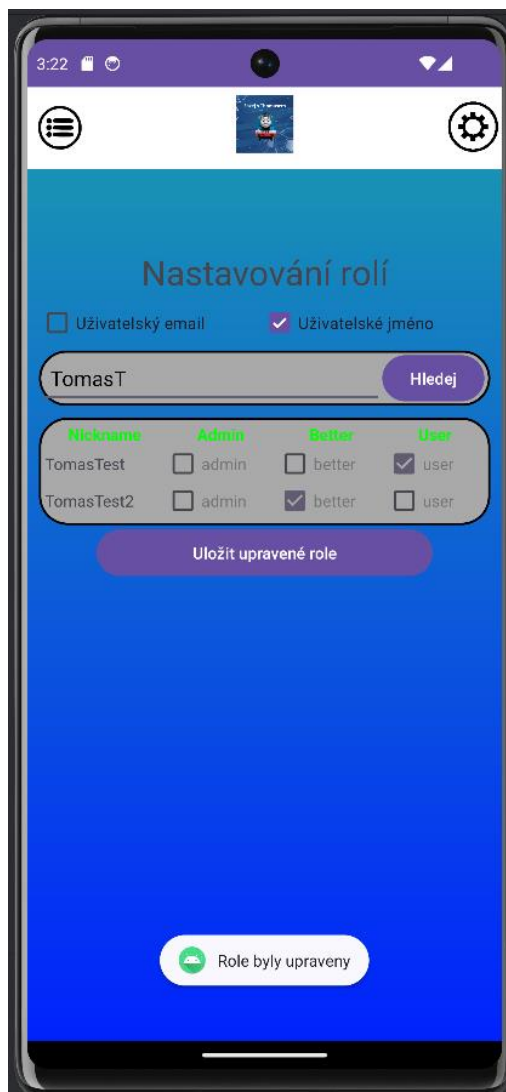 3:22
Nastavování rolí
Uživatelský email Uživatelské jméno
TomasT Hledej
Nickname Admin Better User
TomasTest admin better user
TomasTest2 admin better user
Uložit upravené role
Role byly upraveny